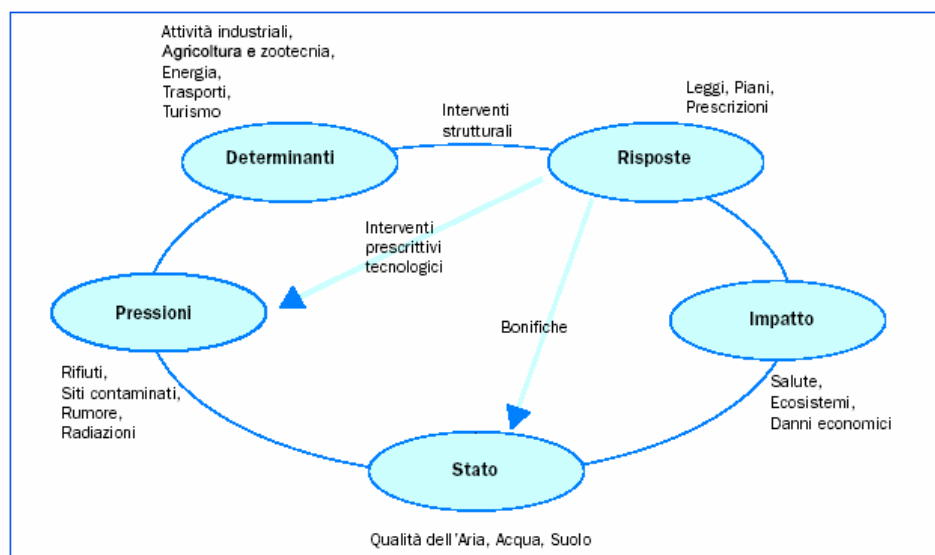 Attività industriali,
Agricoltura e zootecnia,
Energia,
Trasporti,
Turismo
Interventi
strutturali
Leggi, Piani,
Prescrizioni
Determinanti
Risposte
Interventi
prescrittivi
tecnologici
Pressioni
Bonifiche
Impatto
Rifiuti,
Siti contaminati,
Rumore,
Radiazioni
Salute,
Ecosistemi,
Danni economici
Stato
Qualità dell'Aria, Acqua, Suolo